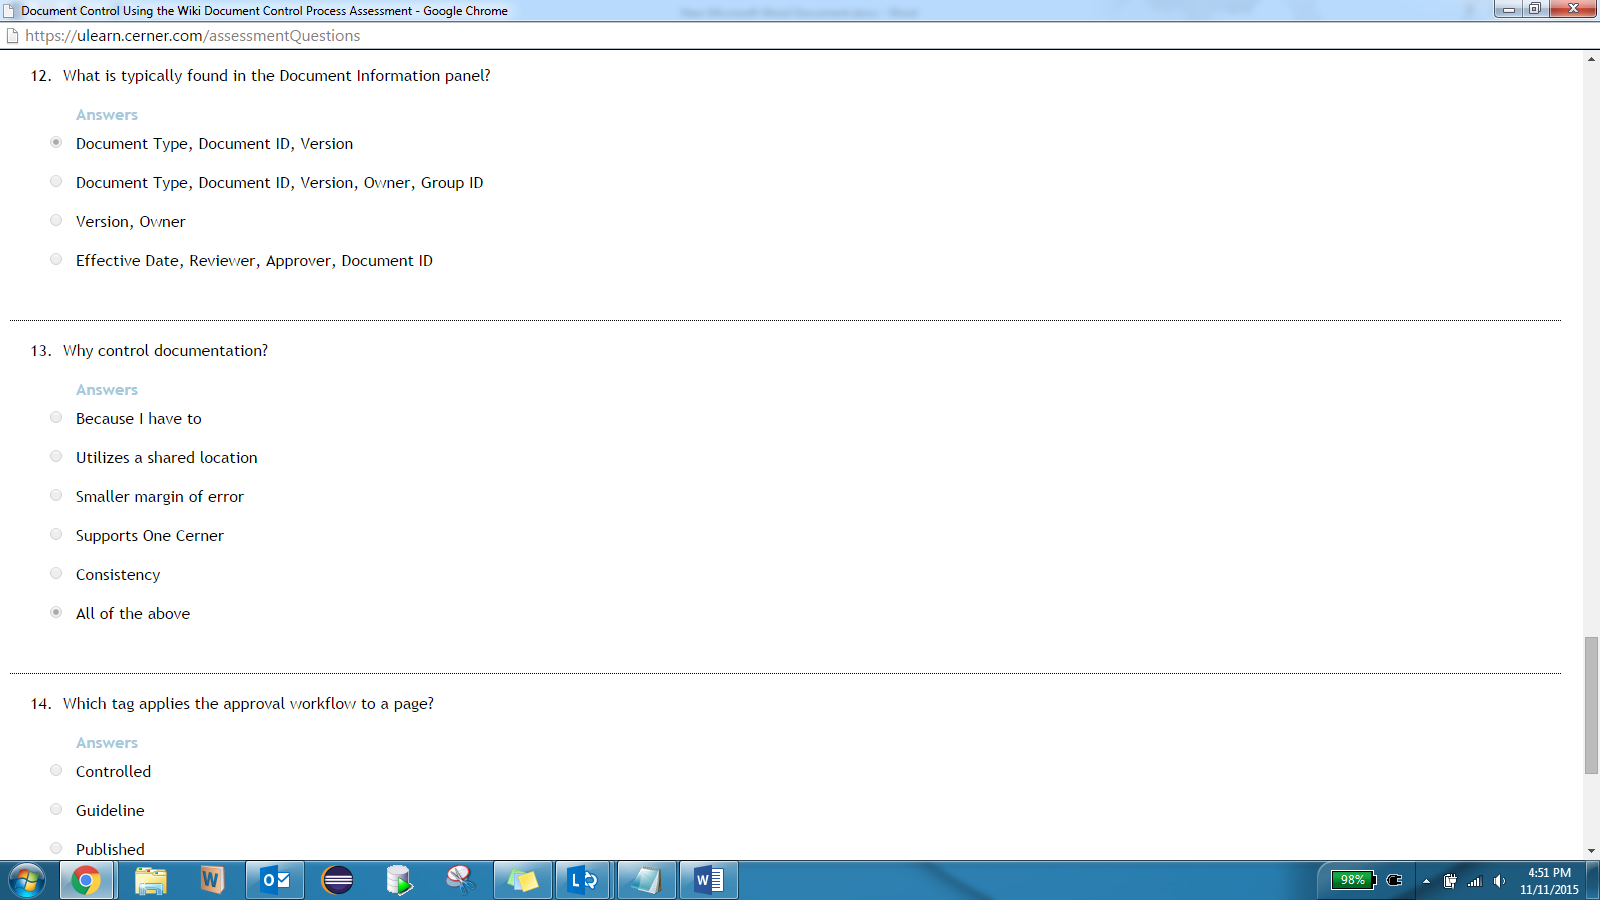 Document Control Using the Wiki Document Control Process Assessment - Google Chrome
https://ulearn.cerner.com/assessmentQuestions
12. What is typically found in the Document Information panel?
Answers
Document Type, Document ID, Version
Document Type, Document ID, Version, Owner, Group ID
Version, Owner
Effective Date, Reviewer, Approver, Document ID
13. Why control documentation?
Answers
Because I have to
Utilizes a shared location
Smaller margin of error
Supports One Cerner
Consistency
All of the above
14. Which tag applies the approval workflow to a page?
Answers
Controlled
Guideline
Published
98%
4:51 PM
11/11/2015